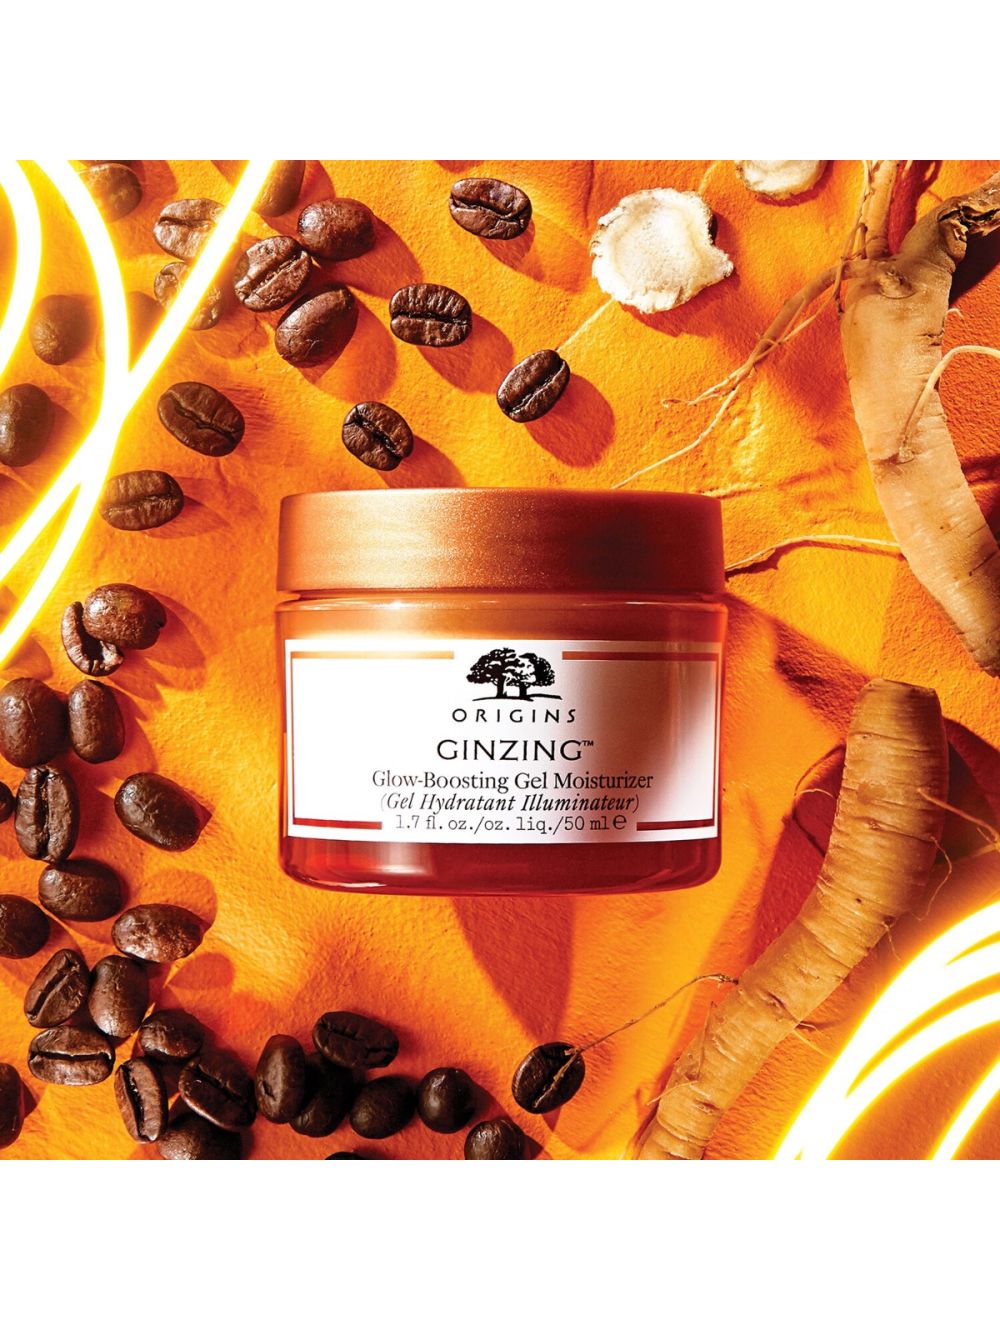 ORIGINS
GINZING™
Glow-Boosting Gel Moisturizer
(Gel Hydratant Illuminateur)
1.7 fl. oz./oz. liq./50 ml ℮